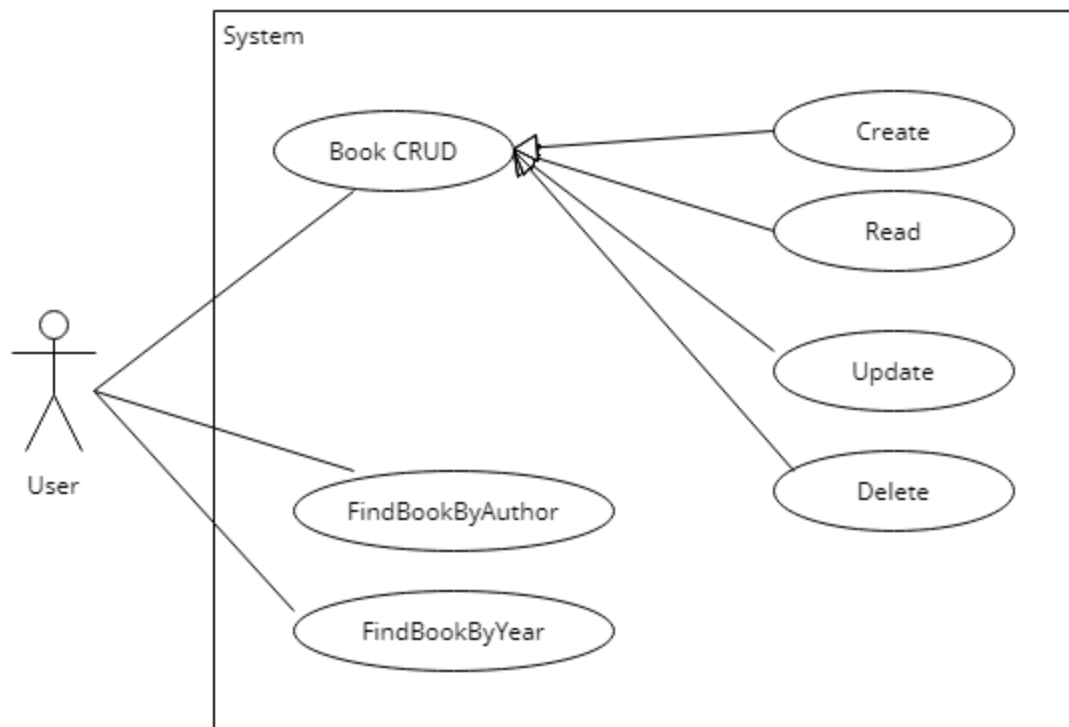 System
Book CRUD
Create
Read
Update
Delete
User
FindBookByAuthor
FindBookByYear